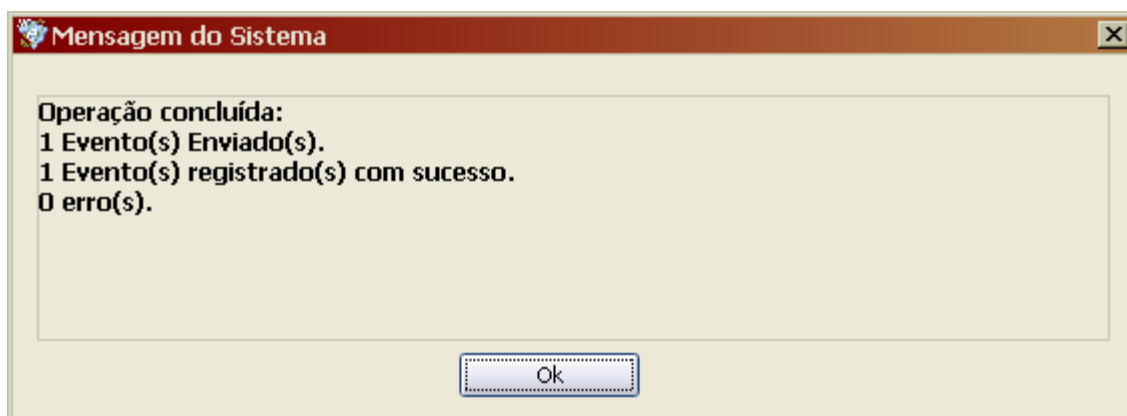 Mensagem do Sistema
Operação concluída:
1 Evento(s) Enviado(s).
1 Evento(s) registrado(s) com sucesso.
0 erro(s).
Ok